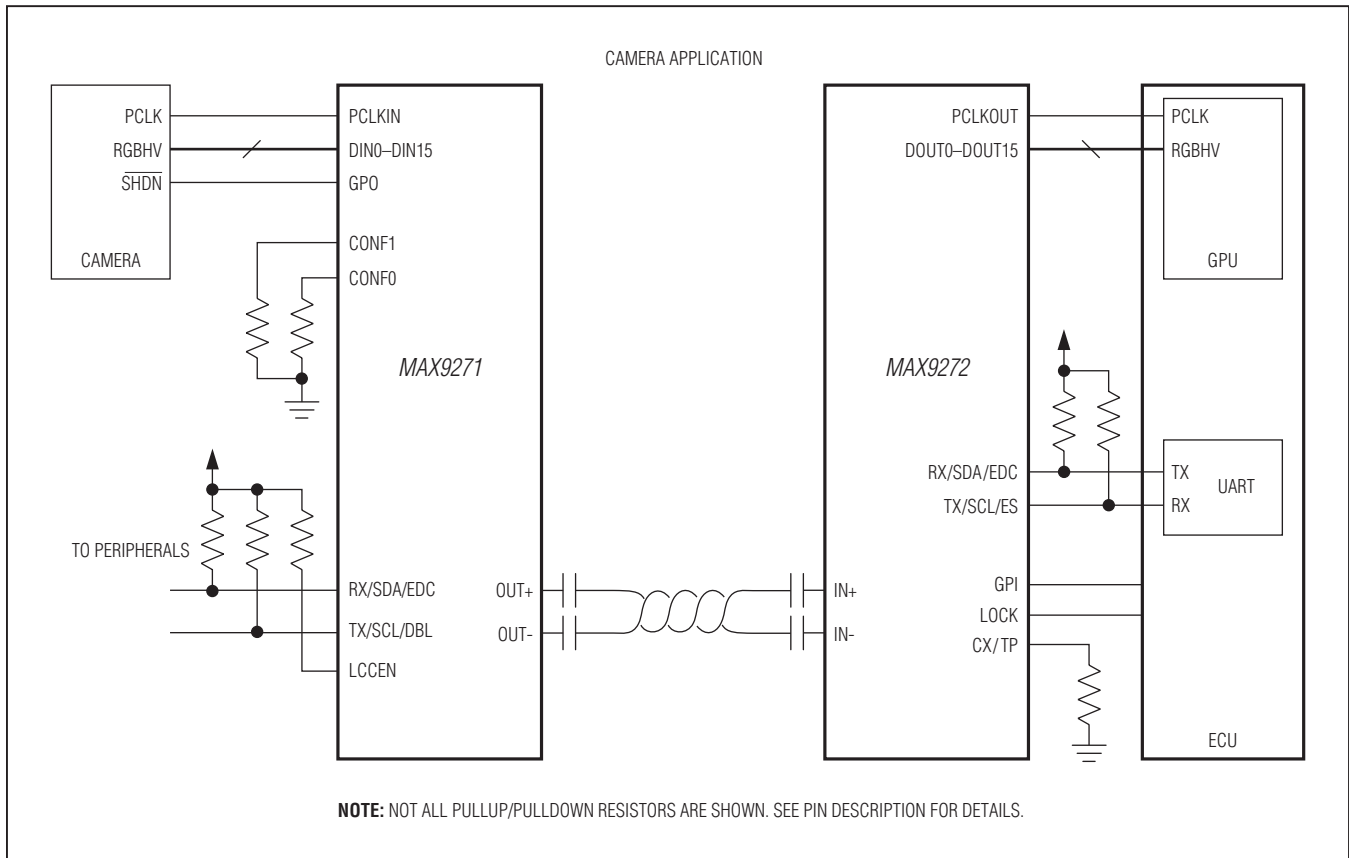 CAMERA APPLICATION
PCLK
RGBHV
SHDN
CAMERA
PCLKIN
DIN0–DIN15
GPO
CONF1
CONF0
MAX9271
TO PERIPHERALS
RX/SDA/EDC
TX/SCL/DBL
LCCEN
OUT+
OUT-
IN+
IN-
MAX9272
PCLKOUT
DOUT0–DOUT15
RX/SDA/EDC
TX/SCL/ES
GPI
LOCK
CX/TP
PCLK
RGBHV
GPU
TX
RX
UART
ECU
NOTE: NOT ALL PULLUP/PULLDOWN RESISTORS ARE SHOWN. SEE PIN DESCRIPTION FOR DETAILS.